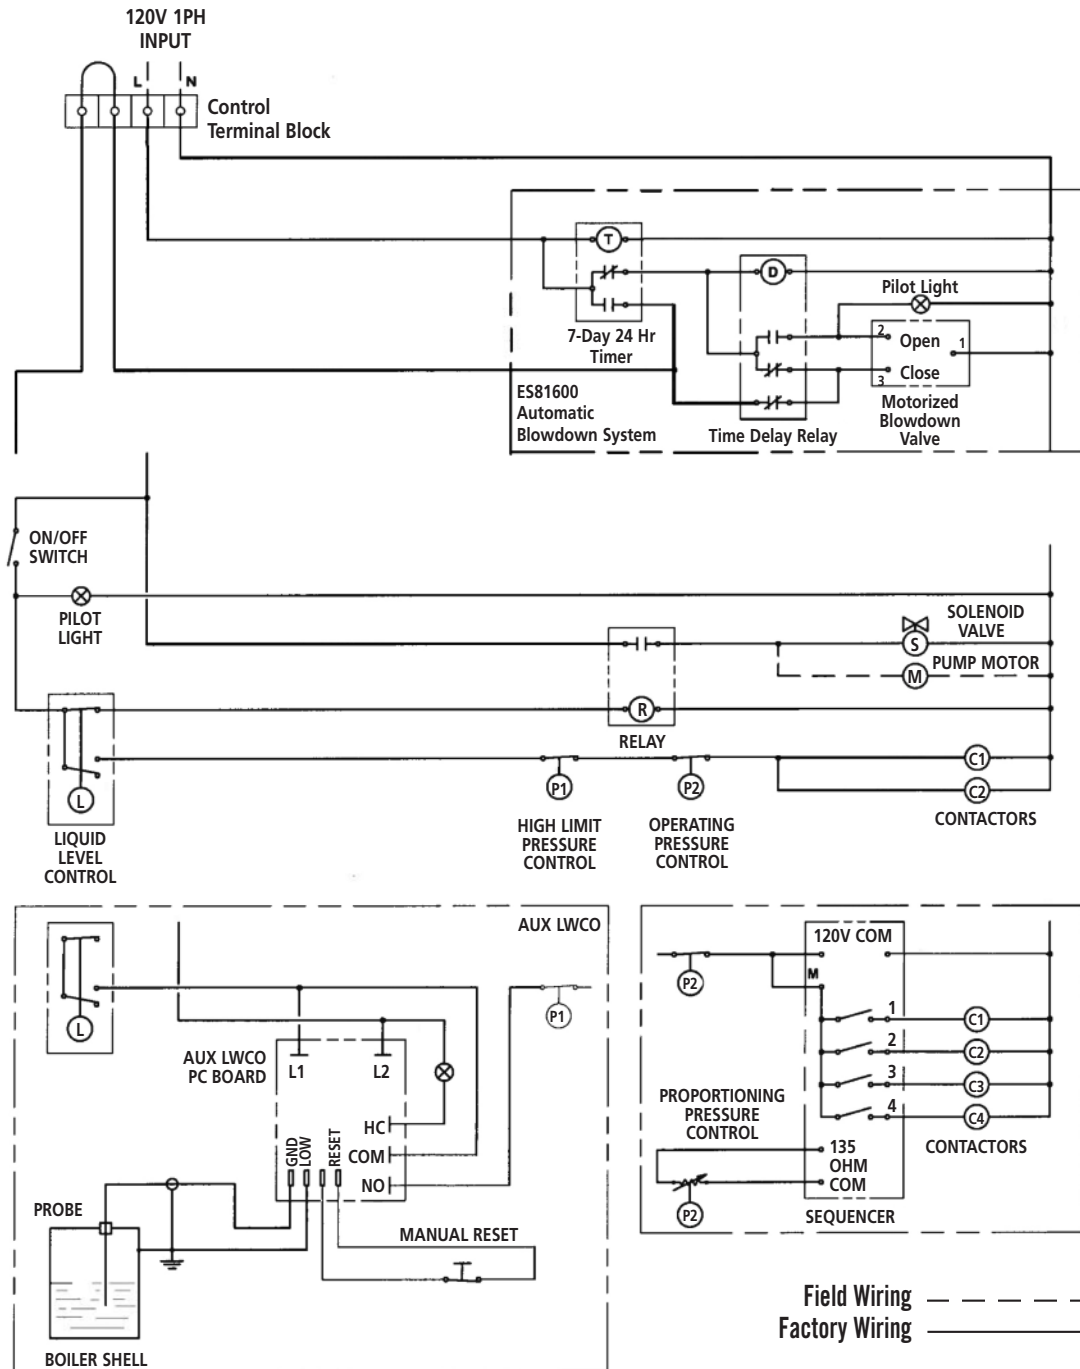 120V 1PH
INPUT
L
N
Control
Terminal Block
T
D
Pilot Light
7-Day 24 Hr
Timer
2
Open
1
Close
3
ES81600
Automatic
Blowdown System
Time Delay Relay
Motorized
Blowdown
Valve
ON/OFF
SWITCH
PILOT
LIGHT
SOLENOID
VALVE
S
PUMP MOTOR
M
R
RELAY
L
LIQUID
LEVEL
CONTROL
P1
HIGH LIMIT
PRESSURE
CONTROL
P2
OPERATING
PRESSURE
CONTROL
C1
C2
CONTACTORS
AUX LWCO
L
P1
AUX LWCO
PC BOARD
L1
L2
HC
COM
NO
GND
LOW
RESET
PROBE
MANUAL RESET
BOILER SHELL
120V COM
P2
M
1
C1
2
C2
3
C3
4
C4
CONTACTORS
PROPORTIONING
PRESSURE
CONTROL
135
OHM
COM
P2
SEQUENCER
Field Wiring
Factory Wiring